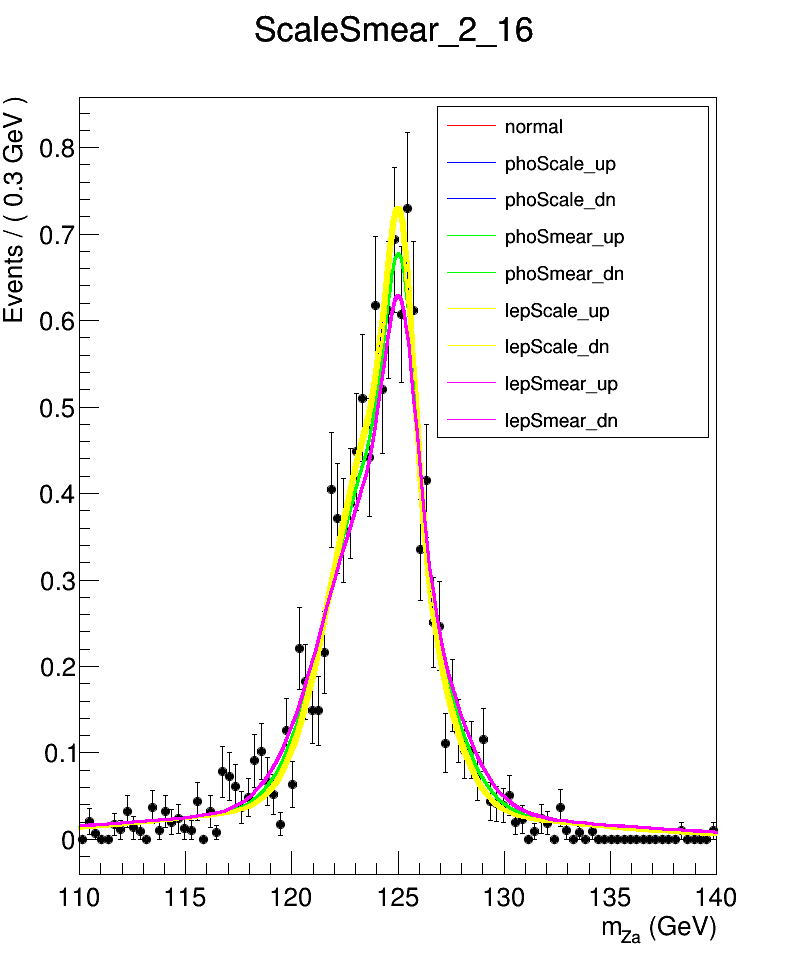 ScaleSmear_2_16
Events / ( 0.3 GeV )
0.8
0.7
0.6
0.5
0.4
0.3
0.2
0.1
0
normal
phoScale_up
phoScale_dn
phoSmear_up
phoSmear_dn
lepScale_up
lepScale_dn
lepSmear_up
lepSmear_dn
110 115 120 125 130 135 140
m_Za (GeV)